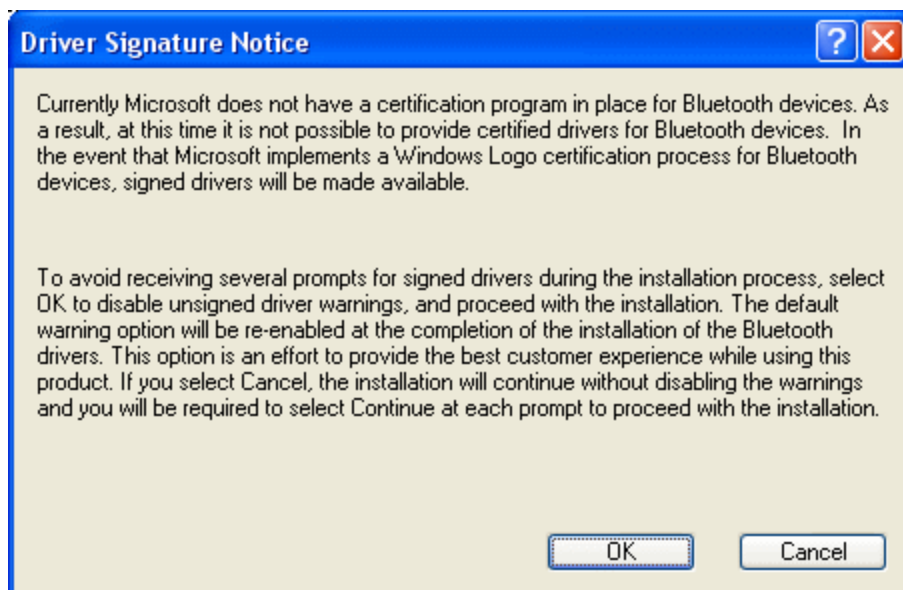 Driver Signature Notice
Currently Microsoft does not have a certification program in place for Bluetooth devices. As
a result, at this time it is not possible to provide certified drivers for Bluetooth devices.  In
the event that Microsoft implements a Windows Logo certification process for Bluetooth
devices, signed drivers will be made available.
To avoid receiving several prompts for signed drivers during the installation process, select
OK to disable unsigned driver warnings, and proceed with the installation. The default
warning option will be re-enabled at the completion of the installation of the Bluetooth
drivers. This option is an effort to provide the best customer experience while using this
product. If you select Cancel, the installation will continue without disabling the warnings
and you will be required to select Continue at each prompt to proceed with the installation.
OK Cancel